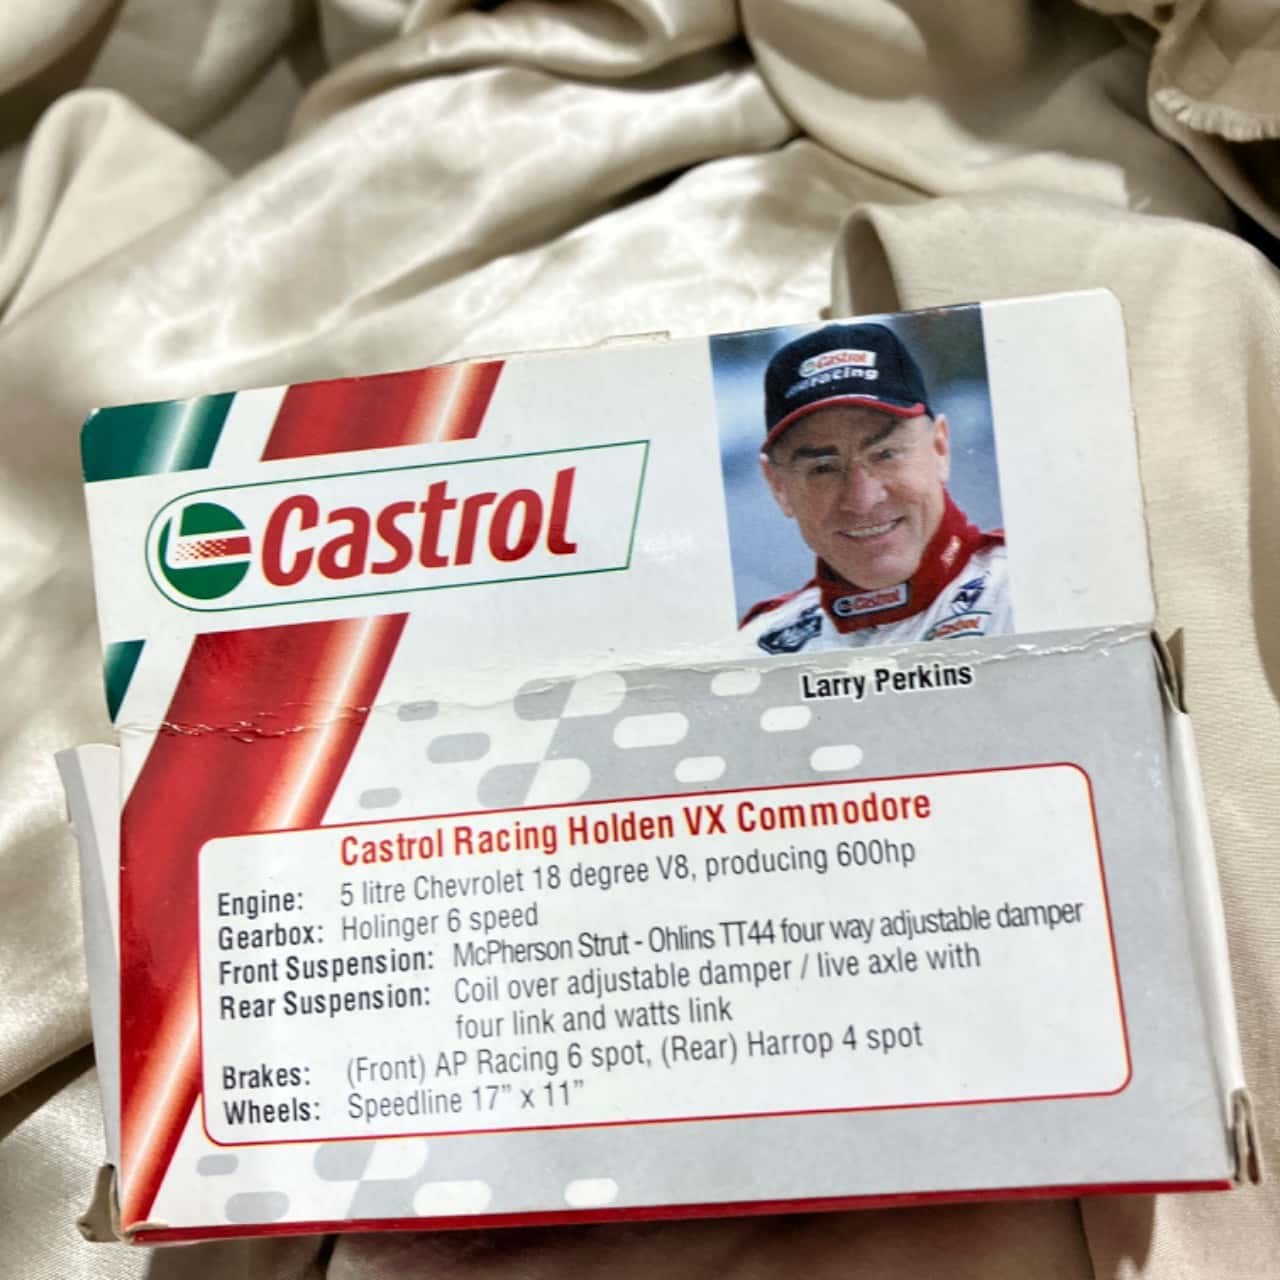 Castrol
Castrol
racing
Castrol
Castrol
Larry Perkins
Castrol Racing Holden VX Commodore
Engine: 5 litre Chevrolet 18 degree V8, producing 600hp
Gearbox: Holinger 6 speed
Front Suspension: McPherson Strut - Ohlins TT44 four way adjustable damper
Rear Suspension: Coil over adjustable damper / live axle with
four link and watts link
Brakes: (Front) AP Racing 6 spot, (Rear) Harrop 4 spot
Wheels: Speedline 17" x 11"